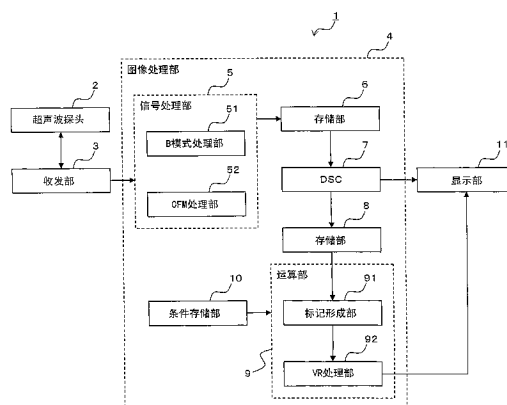 1
4
图像处理部
5
6
2
信号处理部
51
超声波探头
存储部
B模式处理部
3
7
11
52
收发部
DSC
显示部
CFM处理部
8
存储部
运算部
10
91
条件存储部
标记形成部
92
9
VR处理部